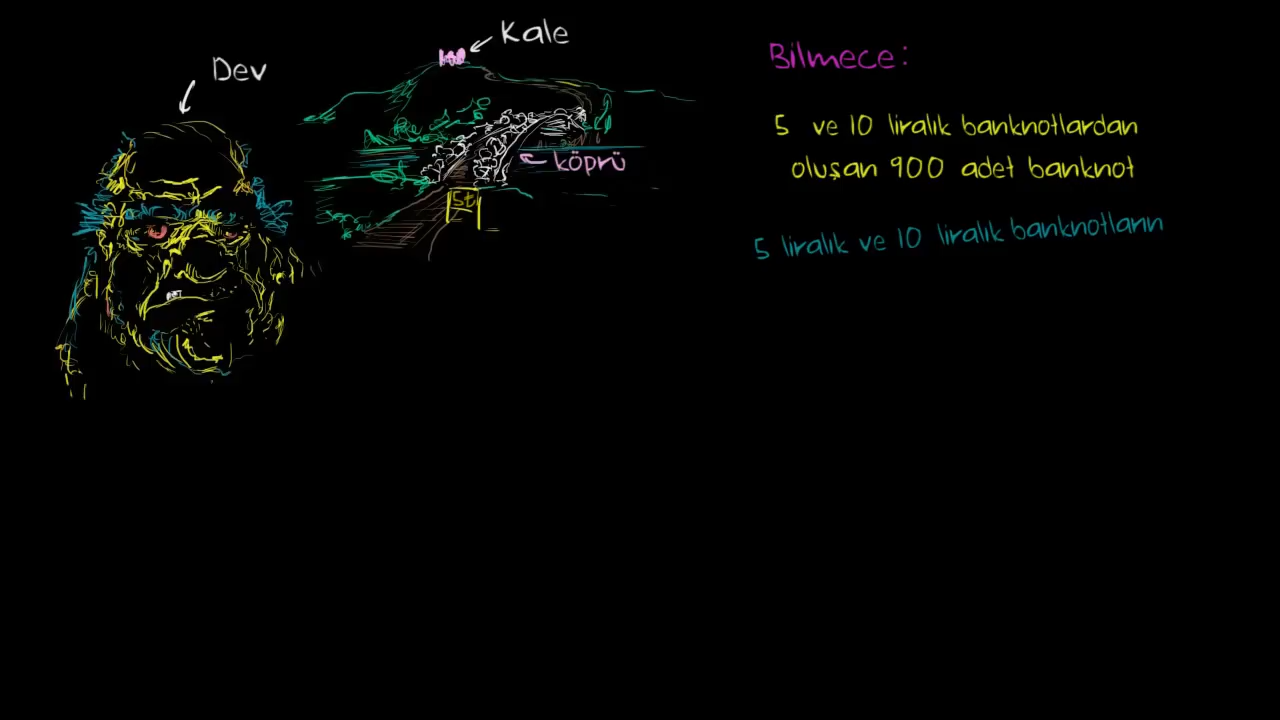 Kale
Dev
köprü
5₺
Bilmece:
5 ve 10 liralık banknotlardan
oluşan 900 adet banknot
5 liralık ve 10 liralık banknotların